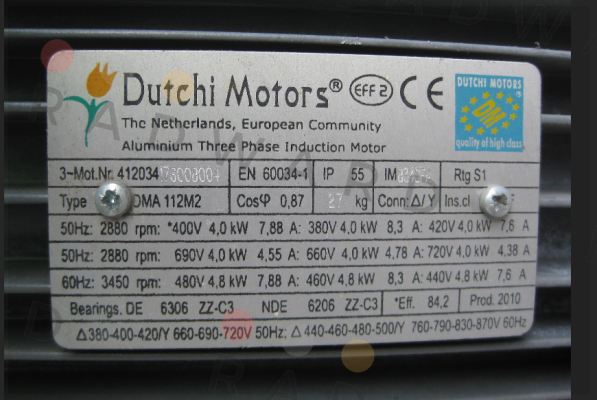 Dutchi Motors® EFF 2 CE
DUTCHI MOTORS
DM
quality of high class
The Netherlands, European Community
Aluminium Three Phase Induction Motor
3~Mot.Nr. 412034 EN 60034-1 IP 55 IM Rtg S1
Type DMA 112M2 Cosφ 0,87 27 kg Conn: Δ/Y Ins.cl
50Hz: 2880 rpm: *400V 4,0 kW 7,88 A: 380V 4,0 kW 8,3 A: 420V 4,0 kW 7,6 A
50Hz: 2880 rpm: 690V 4,0 kW 4,55 A: 660V 4,0 kW 4,78 A: 720V 4,0 kW 4,38 A
60Hz: 3450 rpm: 480V 4,8 kW 7,88 A: 460V 4,8 kW 8,3 A: 440V 4,8 kW 7,6 A
Bearings. DE 6306 ZZ-C3 NDE 6206 ZZ-C3 *Eff. 84,2 Prod. 2010
Δ380-400-420/Y 660-690-720V 50Hz; Δ 440-460-480-500/Y 760-790-830-870V 60Hz
RADWARD